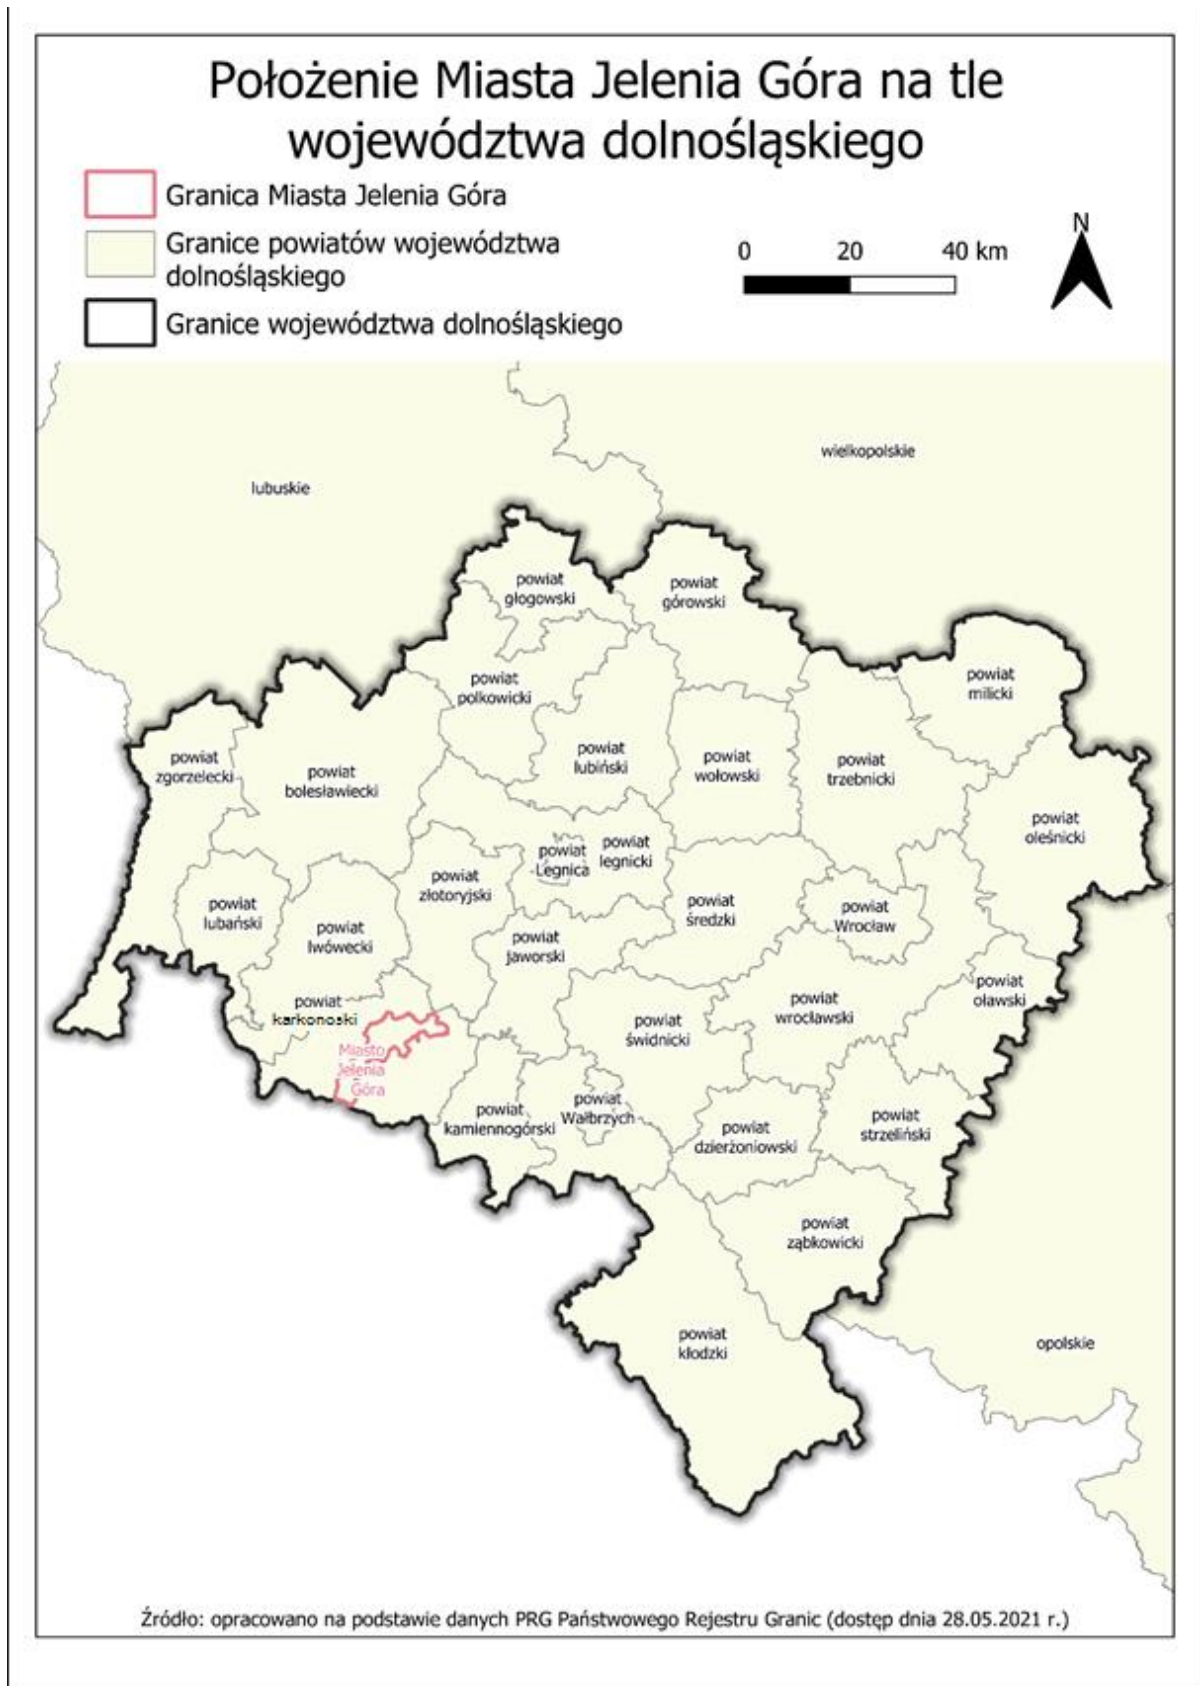 Położenie Miasta Jelenia Góra na tle
województwa dolnośląskiego
Granica Miasta Jelenia Góra
Granice powiatów województwa
dolnośląskiego
Granice województwa dolnośląskiego
0 20 40 km
N
wielkopolskie
lubuskie
powiat
głogowski
powiat
górowski
powiat
milicki
powiat
polkowicki
powiat
zgorzelecki
powiat
bolesławiecki
powiat
lubiński
powiat
wołowski
powiat
trzebnicki
powiat
oleśnicki
powiat
Legnica
powiat
legnicki
powiat
złotoryjski
powiat
lubański
powiat
lwówecki
powiat
jaworski
powiat
średzki
powiat
Wrocław
powiat
oławski
powiat
karkonoski
powiat
świdnicki
powiat
wrocławski
Miasto
Jelenia
Góra
powiat
kamiennogórski
powiat
Wałbrzych
powiat
dzierżoniowski
powiat
strzeliński
powiat
ząbkowicki
powiat
kłodzki
opolskie
Źródło: opracowano na podstawie danych PRG Państwowego Rejestru Granic (dostęp dnia 28.05.2021 r.)